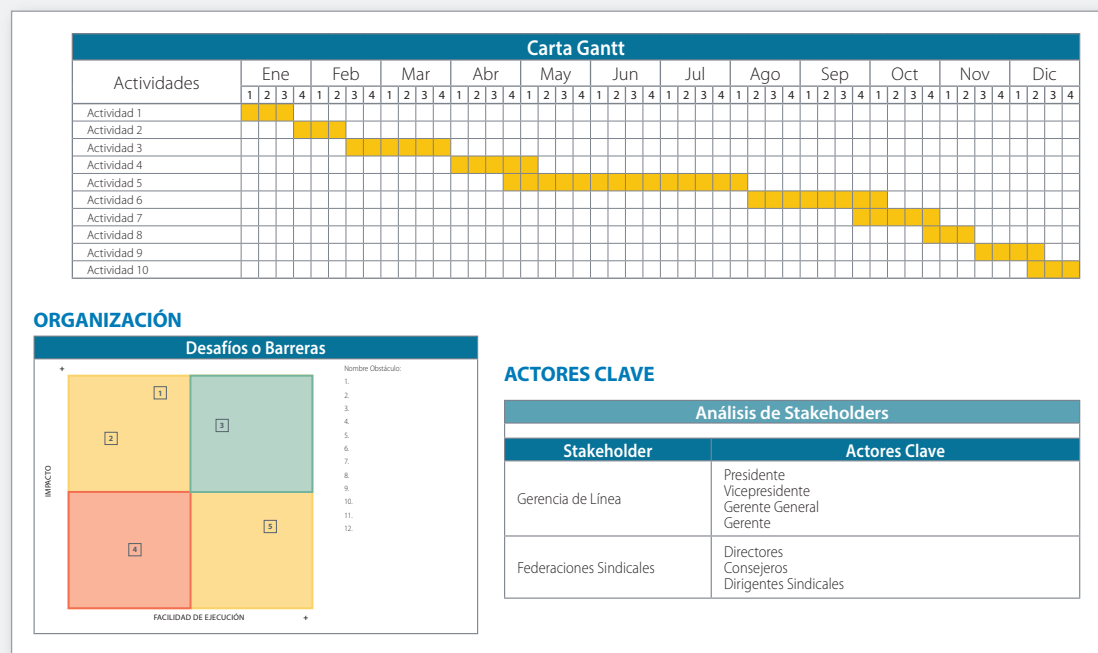 Carta Gantt
Actividades Ene Feb Mar Abr May Jun Jul Ago Sep Oct Nov Dic
1 2 3 4 1 2 3 4 1 2 3 4 1 2 3 4 1 2 3 4 1 2 3 4 1 2 3 4 1 2 3 4 1 2 3 4 1 2 3 4 1 2 3 4 1 2 3 4
Actividad 1
Actividad 2
Actividad 3
Actividad 4
Actividad 5
Actividad 6
Actividad 7
Actividad 8
Actividad 9
Actividad 10
ORGANIZACIÓN
Desafíos o Barreras
+
IMPACTO
1
2
3
4
5
FACILIDAD DE EJECUCIÓN +
Nombre Obstáculo:
1.
2.
3.
4.
5.
6.
7.
8.
9.
10.
11.
12.
ACTORES CLAVE
Análisis de Stakeholders
Stakeholder Actores Clave
Gerencia de Línea
Presidente
Vicepresidente
Gerente General
Gerente
Federaciones Sindicales
Directores
Consejeros
Dirigentes Sindicales